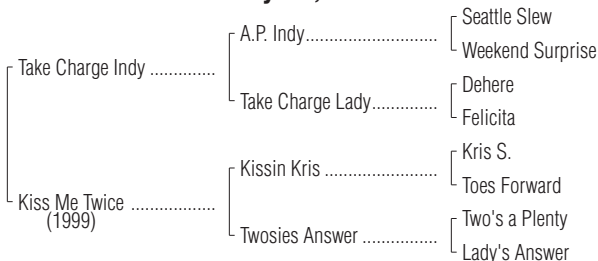 Seattle Slew
A.P. Indy..............................
Weekend Surprise
Take Charge Indy ...............
Dehere
Take Charge Lady...............
Felicita
Kris S.
Kissin Kris ..........................
Toes Forward
Kiss Me Twice ...................
(1999)
Two's a Plenty
Twosies Answer .................
Lady's Answer